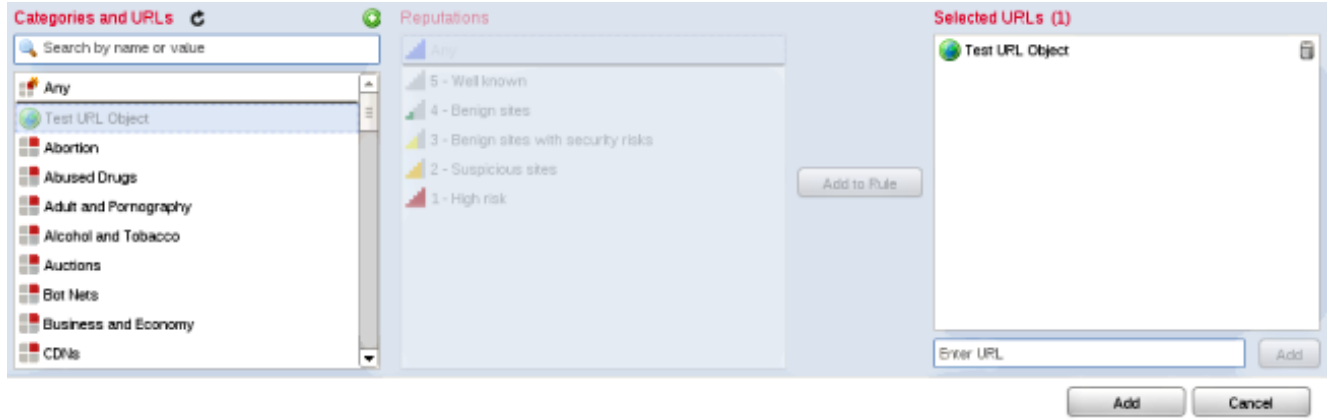 Categories and URLs
Search by name or value
Any
Test URL Object
Abortion
Abused Drugs
Adult and Pornography
Alcohol and Tobacco
Auctions
Bot Nets
Business and Economy
CDNs
Reputations
Any
5 - Well known
4 - Benign sites
3 - Benign sites with security risks
2 - Suspicious sites
1 - High risk
Add to Rule
Selected URLs (1)
Test URL Object
Enter URL
Add
Add
Cancel